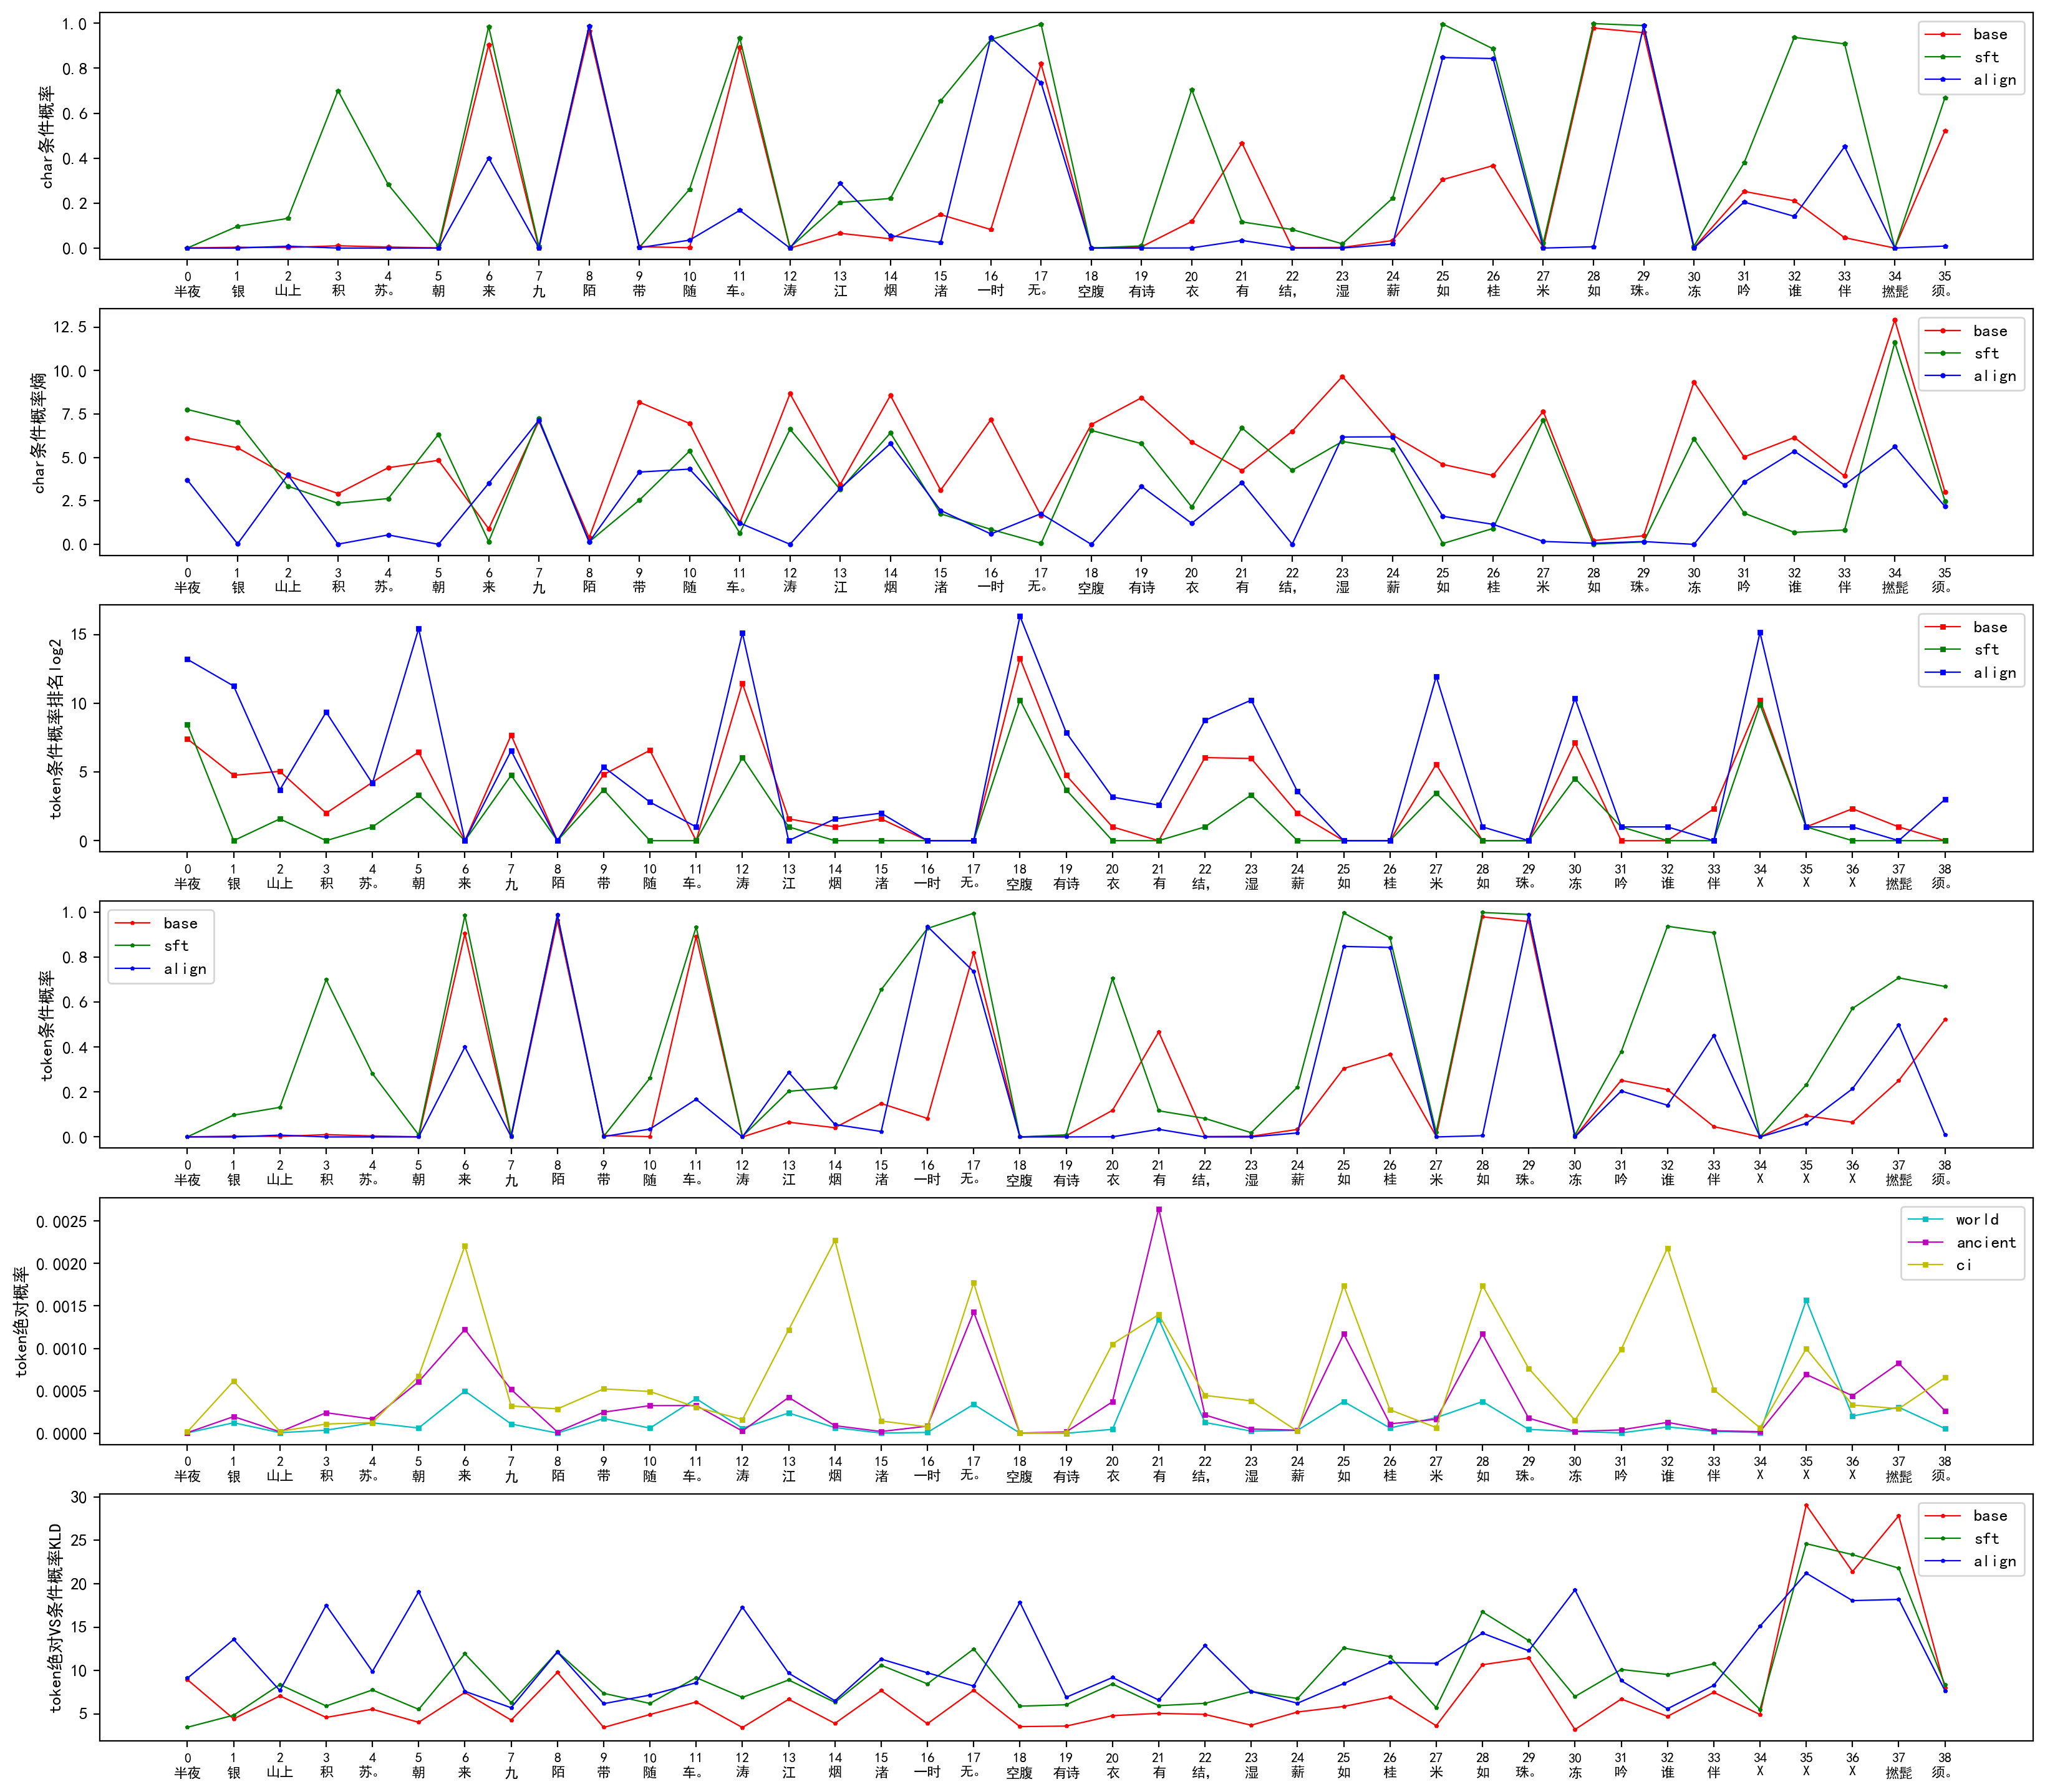 char条件概率
1.0
0.8
0.6
0.4
0.2
0.0
base
sft
align
0 1 2 3 4 5 6 7 8 9 10 11 12 13 14 15 16 17 18 19 20 21 22 23 24 25 26 27 28 29 30 31 32 33 34 35
半夜 银 山上 积 苏。 朝 来 九 陌 带 随 车。 涛 江 烟 渚 一时 无。 空腹 有诗 衣 有 结, 湿 薪 如 桂 米 如 珠。 冻 吟 谁 伴 撚髭 须。
char条件概率熵
12.5
10.0
7.5
5.0
2.5
0.0
base
sft
align
0 1 2 3 4 5 6 7 8 9 10 11 12 13 14 15 16 17 18 19 20 21 22 23 24 25 26 27 28 29 30 31 32 33 34 35
半夜 银 山上 积 苏。 朝 来 九 陌 带 随 车。 涛 江 烟 渚 一时 无。 空腹 有诗 衣 有 结, 湿 薪 如 桂 米 如 珠。 冻 吟 谁 伴 撚髭 须。
token条件概率排名log2
15
10
5
0
base
sft
align
0 1 2 3 4 5 6 7 8 9 10 11 12 13 14 15 16 17 18 19 20 21 22 23 24 25 26 27 28 29 30 31 32 33 34 35 36 37 38
半夜 银 山上 积 苏。 朝 来 九 陌 带 随 车。 涛 江 烟 渚 一时 无。 空腹 有诗 衣 有 结, 湿 薪 如 桂 米 如 珠。 冻 吟 谁 伴 X X X 撚髭 须。
token条件概率
1.0
0.8
0.6
0.4
0.2
0.0
base
sft
align
0 1 2 3 4 5 6 7 8 9 10 11 12 13 14 15 16 17 18 19 20 21 22 23 24 25 26 27 28 29 30 31 32 33 34 35 36 37 38
半夜 银 山上 积 苏。 朝 来 九 陌 带 随 车。 涛 江 烟 渚 一时 无。 空腹 有诗 衣 有 结, 湿 薪 如 桂 米 如 珠。 冻 吟 谁 伴 X X X 撚髭 须。
token绝对概率
0.0025
0.0020
0.0015
0.0010
0.0005
0.0000
world
ancient
ci
0 1 2 3 4 5 6 7 8 9 10 11 12 13 14 15 16 17 18 19 20 21 22 23 24 25 26 27 28 29 30 31 32 33 34 35 36 37 38
半夜 银 山上 积 苏。 朝 来 九 陌 带 随 车。 涛 江 烟 渚 一时 无。 空腹 有诗 衣 有 结, 湿 薪 如 桂 米 如 珠。 冻 吟 谁 伴 X X X 撚髭 须。
token绝对VS条件概率KLD
30
25
20
15
10
5
base
sft
align
0 1 2 3 4 5 6 7 8 9 10 11 12 13 14 15 16 17 18 19 20 21 22 23 24 25 26 27 28 29 30 31 32 33 34 35 36 37 38
半夜 银 山上 积 苏。 朝 来 九 陌 带 随 车。 涛 江 烟 渚 一时 无。 空腹 有诗 衣 有 结, 湿 薪 如 桂 米 如 珠。 冻 吟 谁 伴 X X X 撚髭 须。